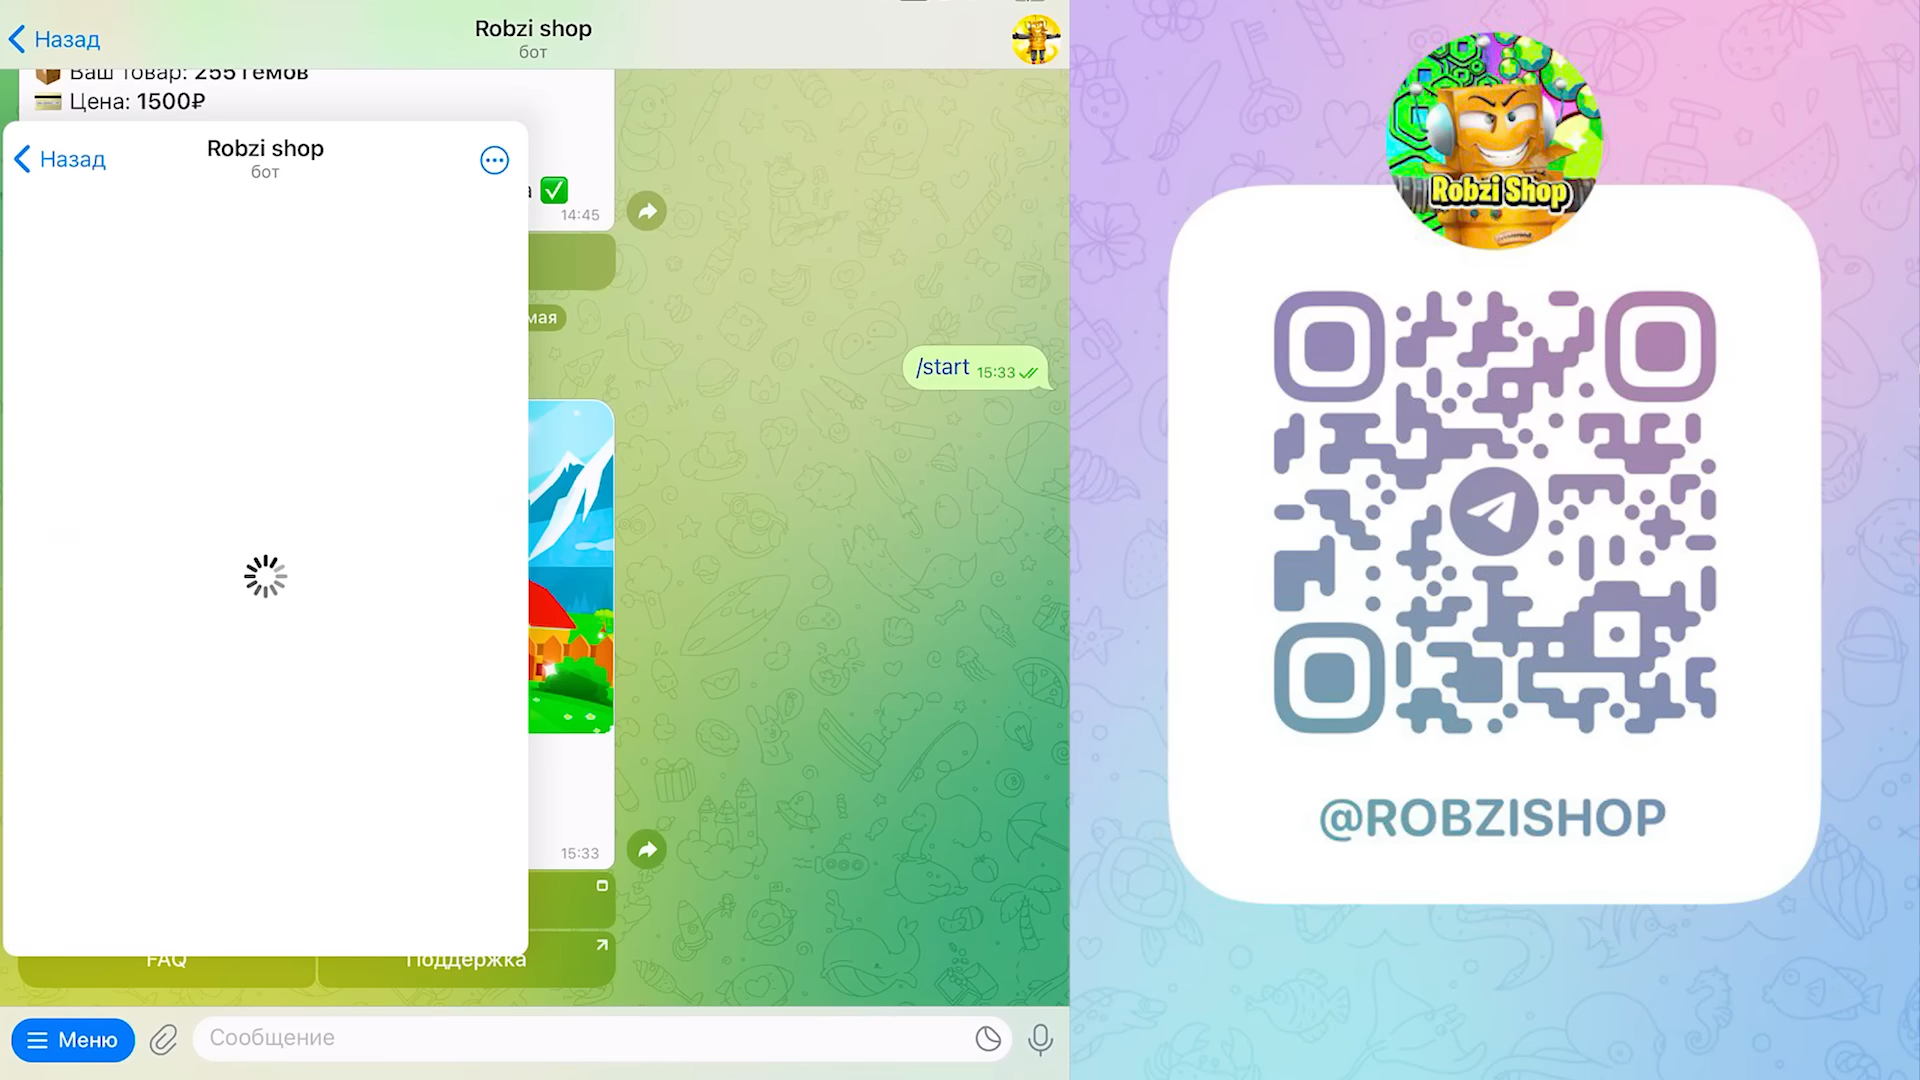 Назад
Robzi shop
бот
Ваш товар: 255 гемов
Цена: 1500₽
Назад
Robzi shop
бот
14:45
мая
/start 15:33
15:33
FAQ
Поддержка
Меню
Сообщение
Robzi Shop
@ROBZISHOP